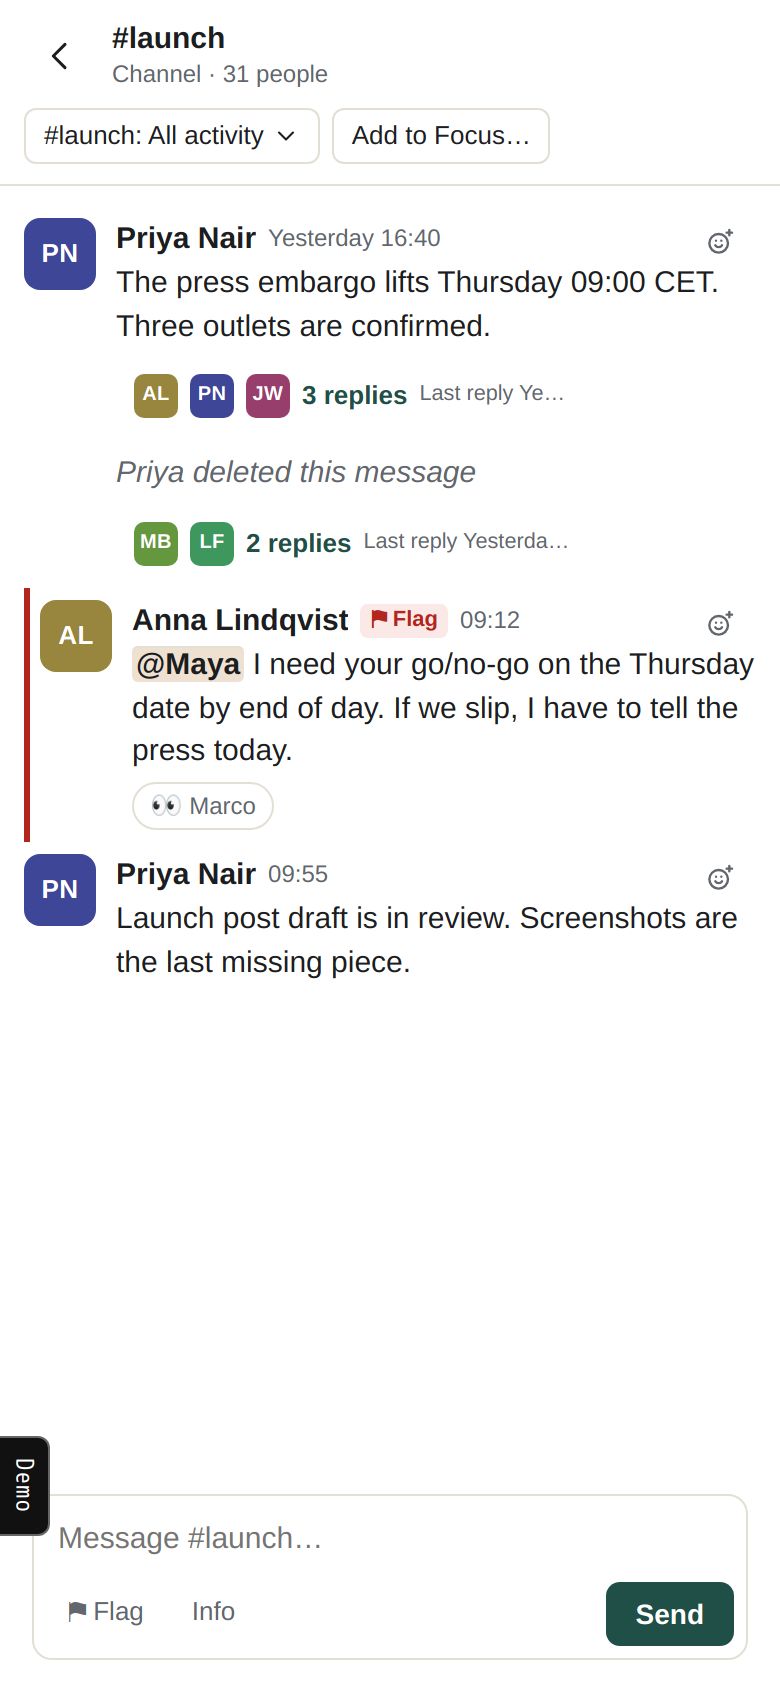 #launch
Channel · 31 people
#launch: All activity
Add to Focus…
PN
Priya Nair Yesterday 16:40
The press embargo lifts Thursday 09:00 CET.
Three outlets are confirmed.
AL PN JW 3 replies Last reply Ye…
Priya deleted this message
MB LF 2 replies Last reply Yesterda…
AL
Anna Lindqvist Flag 09:12
@Maya I need your go/no-go on the Thursday
date by end of day. If we slip, I have to tell the
press today.
👀 Marco
PN
Priya Nair 09:55
Launch post draft is in review. Screenshots are
the last missing piece.
Demo
Message #launch…
Flag Info Send